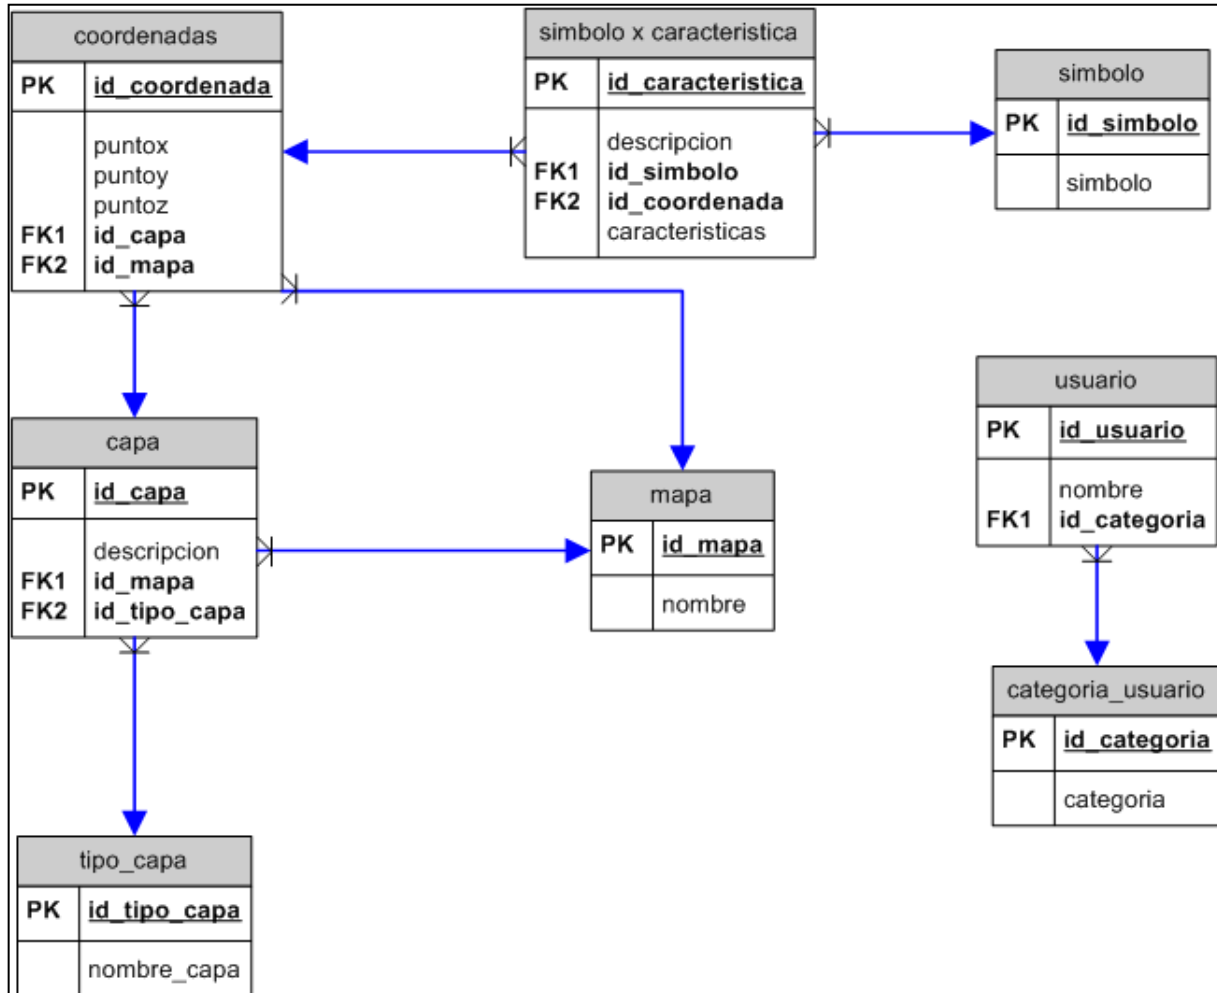 coordenadas
PK id_coordenada
puntox
puntoy
puntoz
FK1 id_capa
FK2 id_mapa
simbolo x caracteristica
PK id_caracteristica
descripcion
FK1 id_simbolo
FK2 id_coordenada
caracteristicas
simbolo
PK id_simbolo
simbolo
capa
PK id_capa
descripcion
FK1 id_mapa
FK2 id_tipo_capa
mapa
PK id_mapa
nombre
usuario
PK id_usuario
nombre
FK1 id_categoria
categoria_usuario
PK id_categoria
categoria
tipo_capa
PK id_tipo_capa
nombre_capa